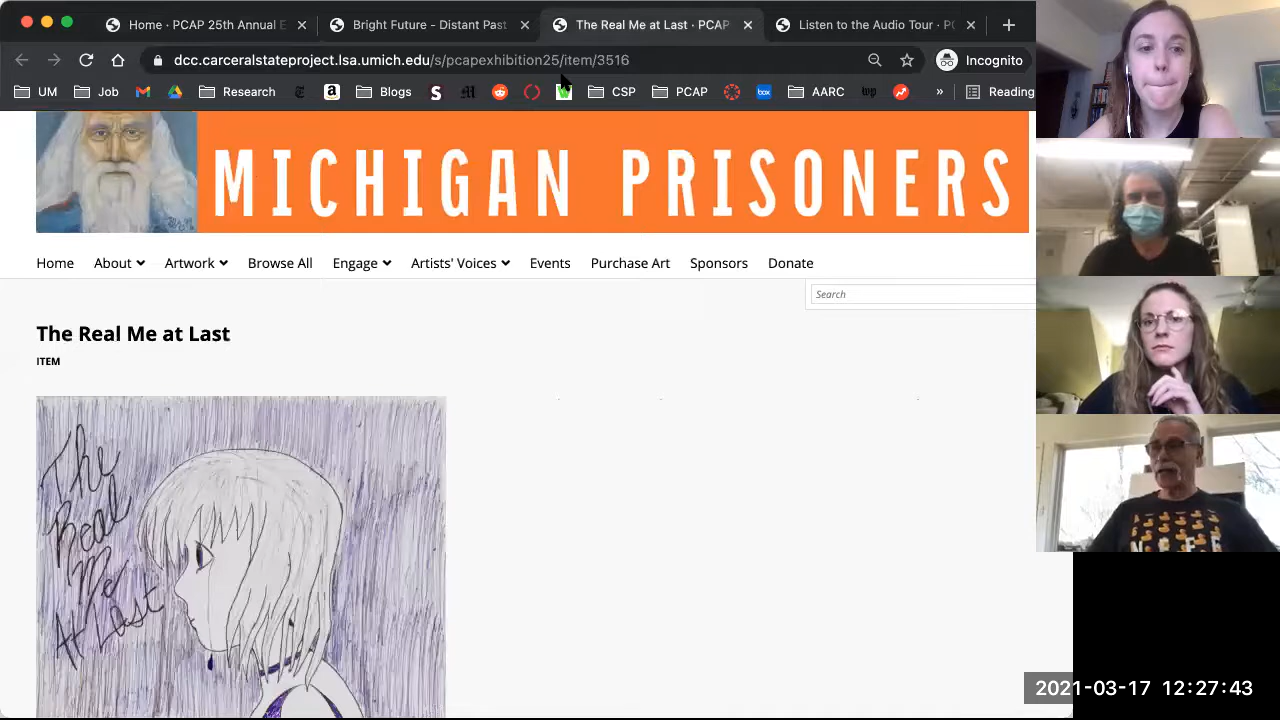 Home · PCAP 25th Annual E
Bright Future - Distant Past
The Real Me at Last · PCAP
Listen to the Audio Tour · PC
dcc.carceralstateproject.lsa.umich.edu/s/pcapexhibition25/item/3516
Incognito
UM
Job
Research
Blogs
CSP
PCAP
box
AARC
wp
»
Reading
MICHIGAN PRISONERS
Home
About
Artwork
Browse All
Engage
Artists' Voices
Events
Purchase Art
Sponsors
Donate
Search
The Real Me at Last
ITEM
The
Real
Me
At Last
2021-03-17 12:27:43